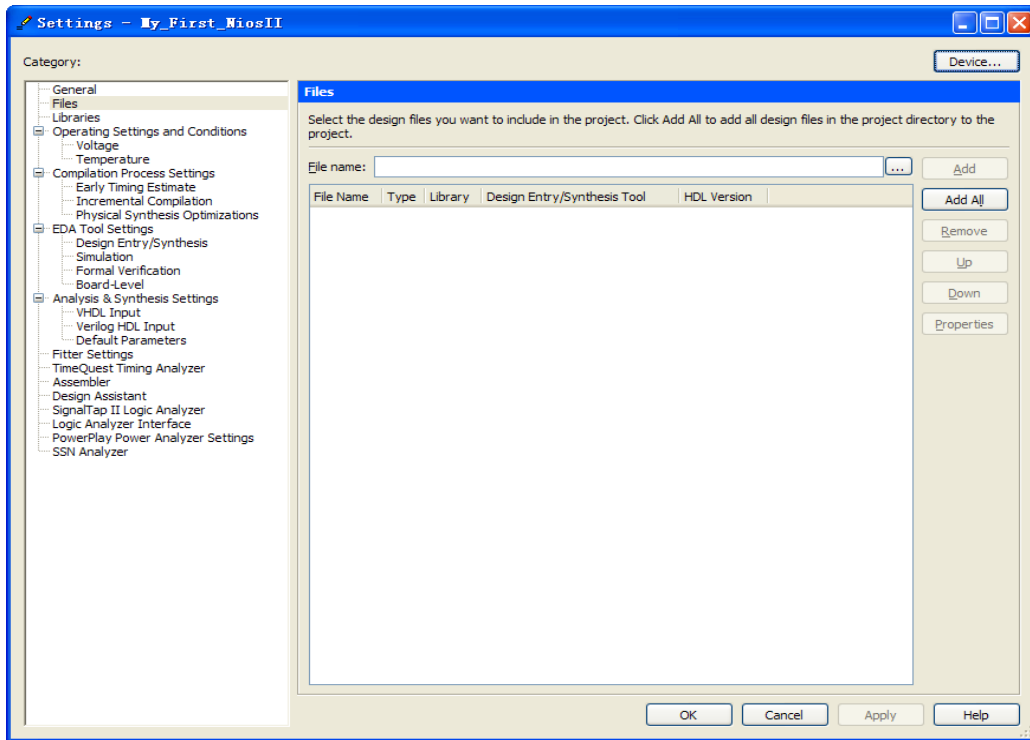 Settings - My_First_NiosII
Category:
Device...
General
Files
Libraries
Operating Settings and Conditions
Voltage
Temperature
Compilation Process Settings
Early Timing Estimate
Incremental Compilation
Physical Synthesis Optimizations
EDA Tool Settings
Design Entry/Synthesis
Simulation
Formal Verification
Board-Level
Analysis & Synthesis Settings
VHDL Input
Verilog HDL Input
Default Parameters
Fitter Settings
TimeQuest Timing Analyzer
Assembler
Design Assistant
SignalTap II Logic Analyzer
Logic Analyzer Interface
PowerPlay Power Analyzer Settings
SSN Analyzer
Files
Select the design files you want to include in the project. Click Add All to add all design files in the project directory to the
project.
File name: ... Add
File Name Type Library Design Entry/Synthesis Tool HDL Version
Add All
Remove
Up
Down
Properties
OK Cancel Apply Help